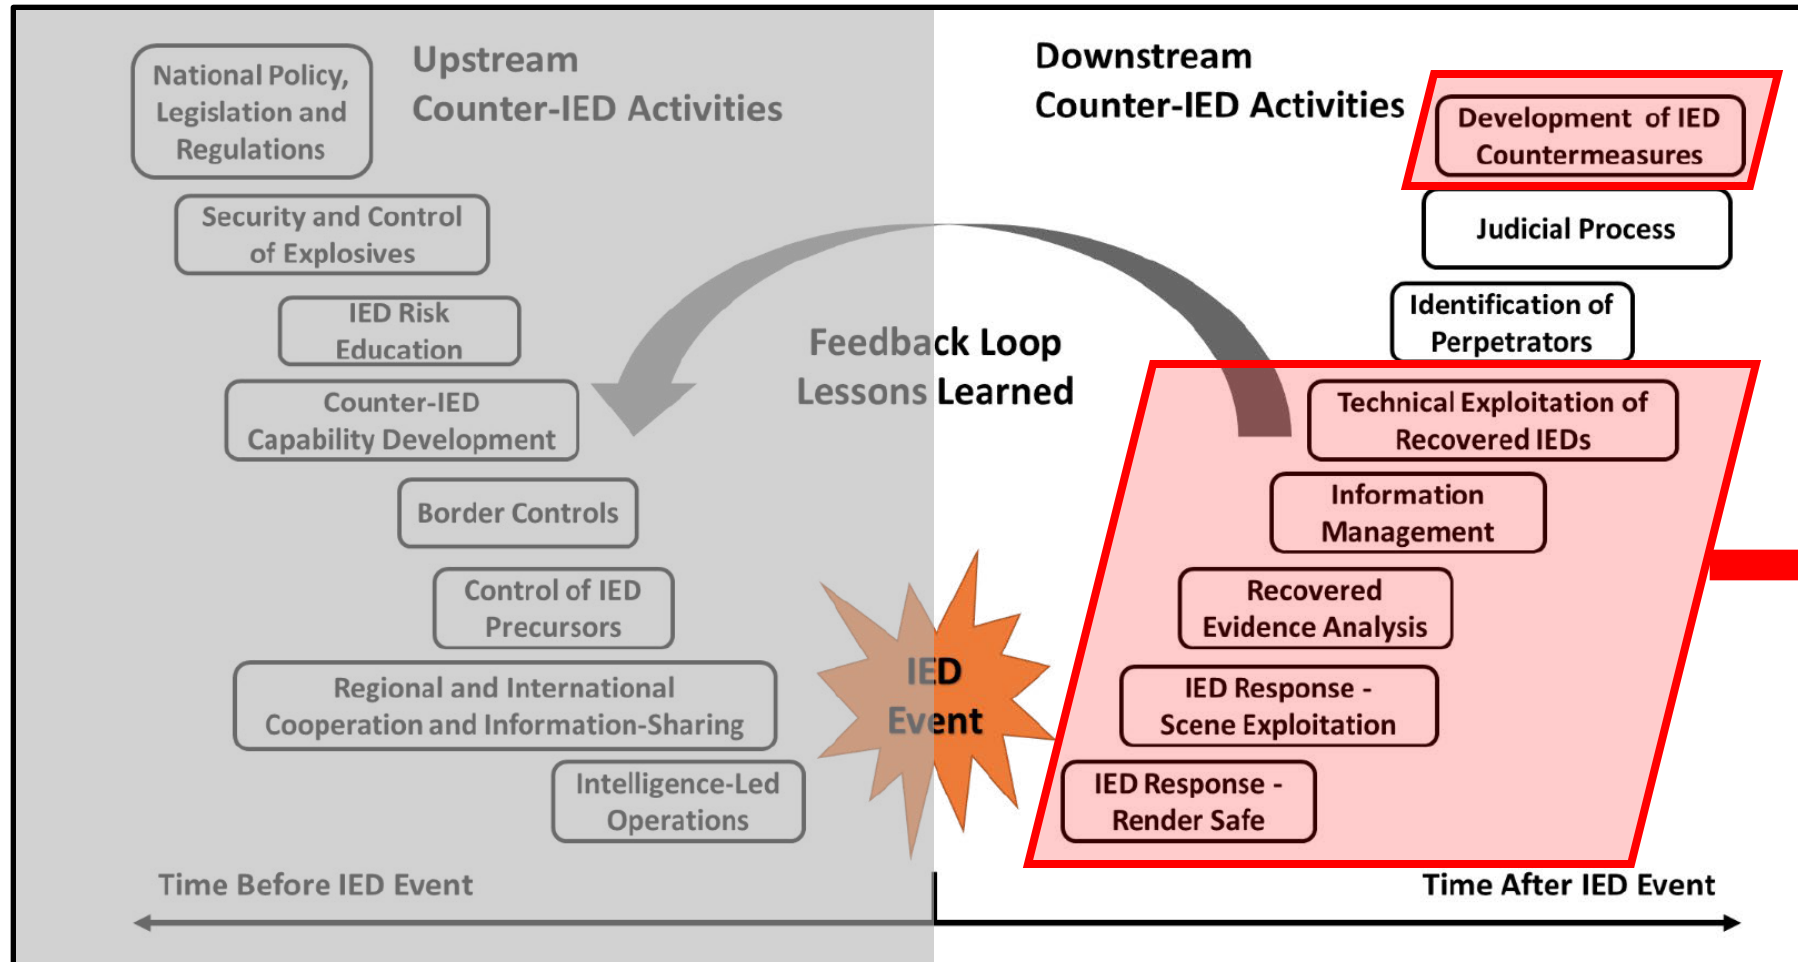 Upstream
Counter-IED Activities
National Policy,
Legislation and
Regulations
Security and Control
of Explosives
IED Risk
Education
Counter-IED
Capability Development
Border Controls
Control of IED
Precursors
Regional and International
Cooperation and Information-Sharing
Intelligence-Led
Operations
Time Before IED Event
Feedback Loop
Lessons Learned
IED
Event
Downstream
Counter-IED Activities
Development of IED
Countermeasures
Judicial Process
Identification of
Perpetrators
Technical Exploitation of
Recovered IEDs
Information
Management
Recovered
Evidence Analysis
IED Response -
Scene Exploitation
IED Response -
Render Safe
Time After IED Event